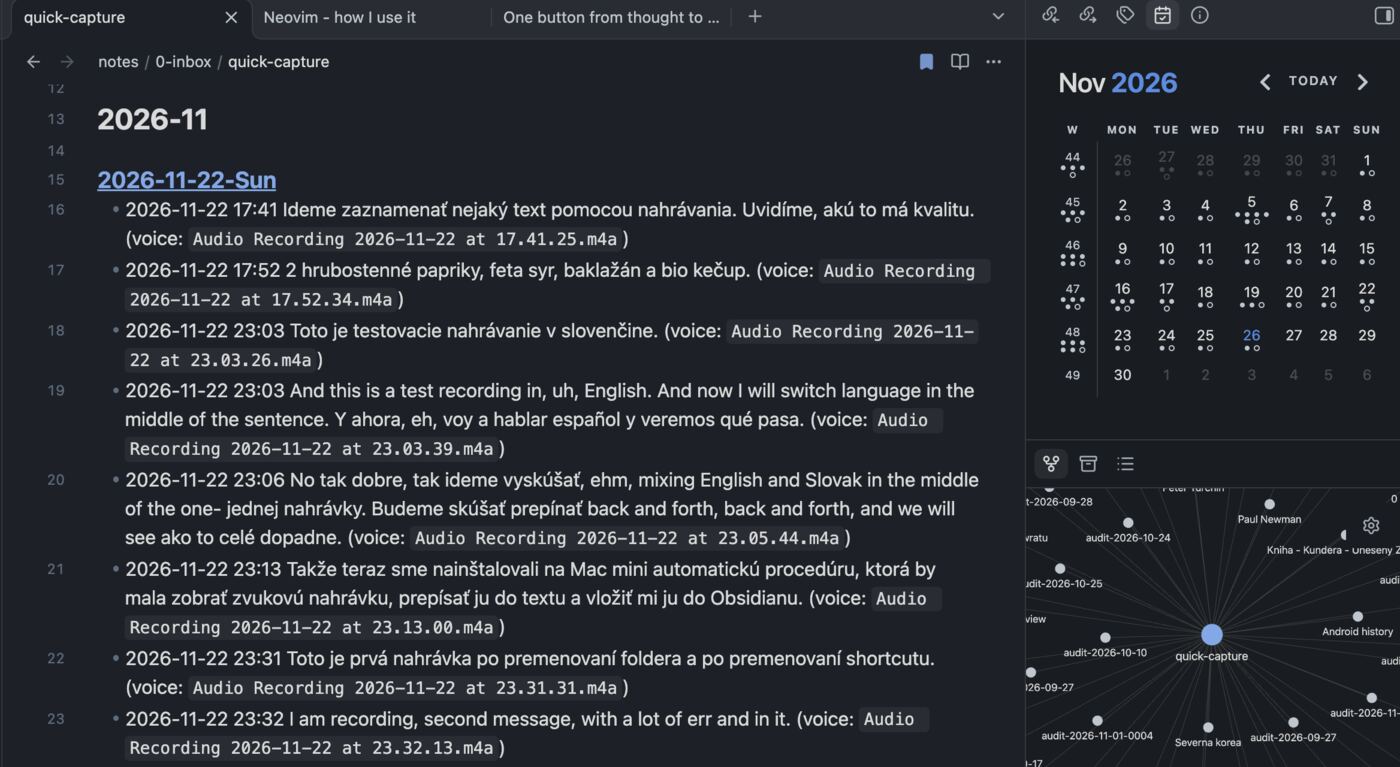 quick-capture
Neovim - how I use it
One button from thought to ...
notes / 0-inbox / quick-capture
12
13 2026-11
14
15 2026-11-22-Sun
16 • 2026-11-22 17:41 Ideme zaznamenať nejaký text pomocou nahrávania. Uvidíme, akú to má kvalitu.
(voice: Audio Recording 2026-11-22 at 17.41.25.m4a)
17 • 2026-11-22 17:52 2 hrubostenné papriky, feta syr, baklažán a bio kečup. (voice: Audio Recording
2026-11-22 at 17.52.34.m4a)
18 • 2026-11-22 23:03 Toto je testovacie nahrávanie v slovenčine. (voice: Audio Recording 2026-11-
22 at 23.03.26.m4a)
19 • 2026-11-22 23:03 And this is a test recording in, uh, English. And now I will switch language in the
middle of the sentence. Y ahora, eh, voy a hablar español y veremos qué pasa. (voice: Audio
Recording 2026-11-22 at 23.03.39.m4a)
20 • 2026-11-22 23:06 No tak dobre, tak ideme vyskúšať, ehm, mixing English and Slovak in the middle
of the one- jednej nahrávky. Budeme skúšať prepínať back and forth, back and forth, and we will
see ako to celé dopadne. (voice: Audio Recording 2026-11-22 at 23.05.44.m4a)
21 • 2026-11-22 23:13 Takže teraz sme nainštalovali na Mac mini automatickú procedúru, ktorá by
mala zobrať zvukovú nahrávku, prepísať ju do textu a vložiť mi ju do Obsidianu. (voice: Audio
Recording 2026-11-22 at 23.13.00.m4a)
22 • 2026-11-22 23:31 Toto je prvá nahrávka po premenovaní foldera a po premenovaní shortcutu.
(voice: Audio Recording 2026-11-22 at 23.31.31.m4a)
23 • 2026-11-22 23:32 I am recording, second message, with a lot of err and in it. (voice: Audio
Recording 2026-11-22 at 23.32.13.m4a)
Nov 2026
TODAY
W MON TUE WED THU FRI SAT SUN
44 26 27 28 29 30 31 1
45 2 3 4 5 6 7 8
46 9 10 11 12 13 14 15
47 16 17 18 19 20 21 22
48 23 24 25 26 27 28 29
49 30 1 2 3 4 5 6
Peter Turchin
it-2026-09-28
0
Paul Newman
audit-2026-10-24
vratu
Kniha - Kundera - Uneseny Z
udit-2026-10-25
audi
view
Android history
audit-2026-10-10
quick-capture
audi
26-09-27
audit-2026-11-
audit-2026-11-01-0004
Severna korea
audit-2026-09-27
-17